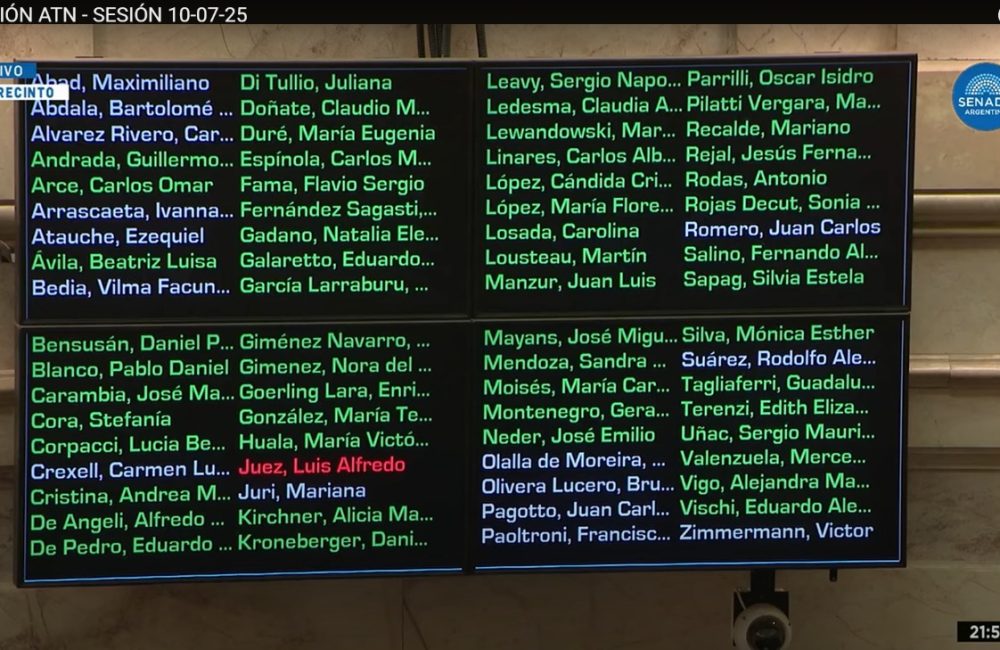 IÓN ATN - SESIÓN 10-07-25
VIVO
RECINTO
SENAD
ARGENTIN
Abad, Maximiliano
Abdala, Bartolomé ...
Alvarez Rivero, Car...
Andrada, Guillermo...
Arce, Carlos Omar
Arrascaeta, Ivanna...
Atauche, Ezequiel
Ávila, Beatriz Luisa
Bedia, Vilma Facun...
Bensusán, Daniel P...
Blanco, Pablo Daniel
Carambia, José Ma...
Cora, Stefanía
Corpacci, Lucia Be...
Crexell, Carmen Lu...
Cristina, Andrea M...
De Angeli, Alfredo ...
De Pedro, Eduardo ...
Di Tullio, Juliana
Doñate, Claudio M...
Duré, María Eugenia
Espínola, Carlos M...
Fama, Flavio Sergio
Fernández Sagasti,...
Gadano, Natalia Ele...
Galaretto, Eduardo...
García Larraburu, ...
Giménez Navarro, ...
Gimenez, Nora del ...
Goerling Lara, Enri...
González, María Te...
Huala, María Victó...
Juez, Luis Alfredo
Juri, Mariana
Kirchner, Alicia Ma...
Kroneberger, Dani...
Leavy, Sergio Napo...
Ledesma, Claudia A...
Lewandowski, Mar...
Linares, Carlos Alb...
López, Cándida Cri...
López, María Flore...
Losada, Carolina
Lousteau, Martín
Manzur, Juan Luis
Mayans, José Migu...
Mendoza, Sandra ...
Moisés, María Car...
Montenegro, Gera...
Neder, José Emilio
Olalla de Moreira, ...
Olivera Lucero, Bru...
Pagotto, Juan Carl...
Paoltroni, Francisc...
Parrilli, Oscar Isidro
Pilatti Vergara, Ma...
Recalde, Mariano
Rejal, Jesús Ferna...
Rodas, Antonio
Rojas Decut, Sonia ...
Romero, Juan Carlos
Salino, Fernando Al...
Sapag, Silvia Estela
Silva, Mónica Esther
Suárez, Rodolfo Ale...
Tagliaferri, Guadalu...
Terenzi, Edith Eliza...
Uñac, Sergio Mauri...
Valenzuela, Merce...
Vigo, Alejandra Ma...
Vischi, Eduardo Ale...
Zimmermann, Victor
21:5